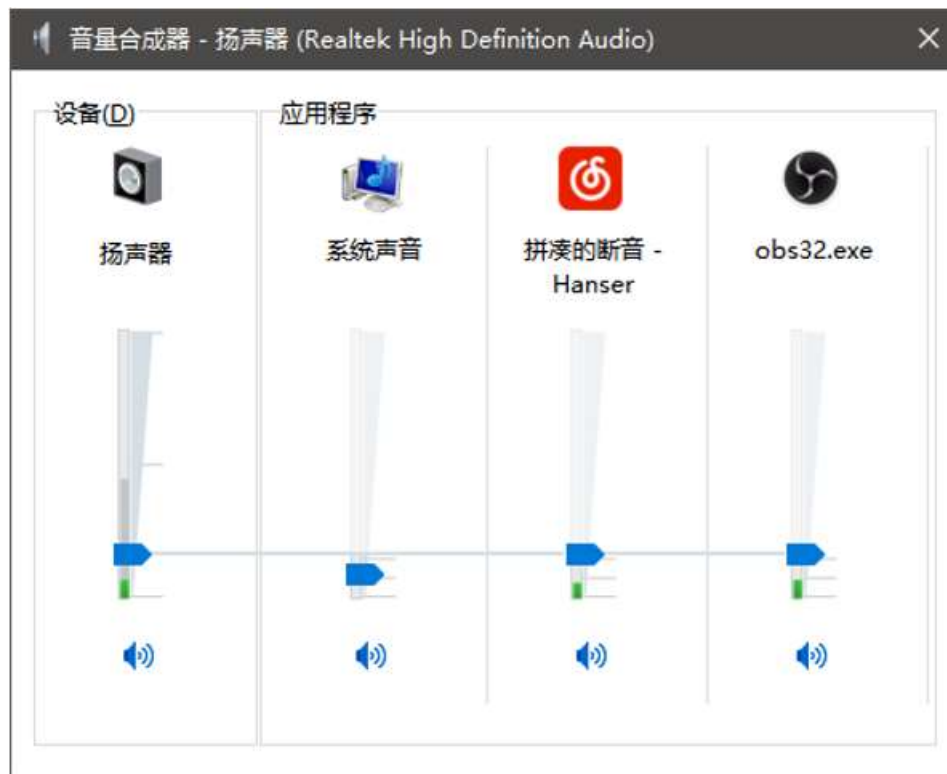 音量合成器 - 扬声器 (Realtek High Definition Audio)
设备(D)
应用程序
扬声器
系统声音
拼凑的断音 -
Hanser
obs32.exe